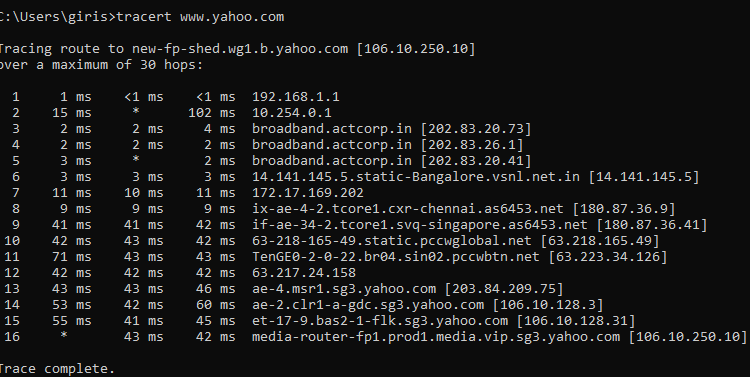 C:\Users\giris>tracert www.yahoo.com
Tracing route to new-fp-shed.wg1.b.yahoo.com [106.10.250.10]
over a maximum of 30 hops:
1 1 ms <1 ms <1 ms 192.168.1.1
2 15 ms * 102 ms 10.254.0.1
3 2 ms 2 ms 4 ms broadband.actcorp.in [202.83.20.73]
4 2 ms 2 ms 2 ms broadband.actcorp.in [202.83.26.1]
5 3 ms * 2 ms broadband.actcorp.in [202.83.20.41]
6 3 ms 3 ms 3 ms 14.141.145.5.static-Bangalore.vsnl.net.in [14.141.145.5]
7 11 ms 10 ms 11 ms 172.17.169.202
8 9 ms 9 ms 9 ms ix-ae-4-2.tcore1.cxr-chennai.as6453.net [180.87.36.9]
9 41 ms 41 ms 42 ms if-ae-34-2.tcore1.svq-singapore.as6453.net [180.87.36.41]
10 42 ms 43 ms 42 ms 63-218-165-49.static.pccwglobal.net [63.218.165.49]
11 71 ms 43 ms 43 ms TenGE0-2-0-22.br04.sin02.pccwbtn.net [63.223.34.126]
12 42 ms 42 ms 42 ms 63.217.24.158
13 43 ms 43 ms 46 ms ae-4.msr1.sg3.yahoo.com [203.84.209.75]
14 53 ms 42 ms 60 ms ae-2.clr1-a-gdc.sg3.yahoo.com [106.10.128.3]
15 55 ms 41 ms 45 ms et-17-9.bas2-1-flk.sg3.yahoo.com [106.10.128.31]
16 * 43 ms 42 ms media-router-fp1.prod1.media.vip.sg3.yahoo.com [106.10.250.10]
Trace complete.